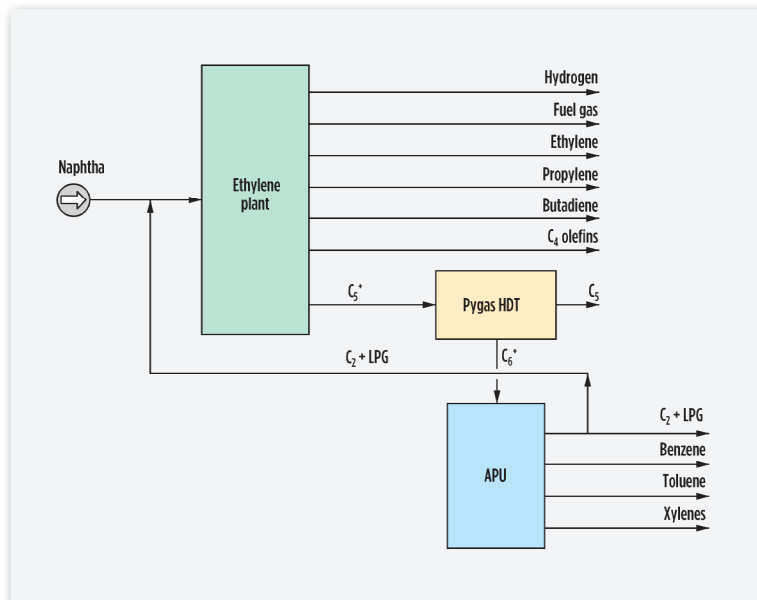 Hydrogen
Fuel gas
Ethylene
Naphtha
Propylene
Ethylene
plant
Butadiene
C₄ olefins
C₅⁺
Pygas HDT
C₅
C₂ + LPG
C₆⁺
C₂ + LPG
Benzene
APU
Toluene
Xylenes